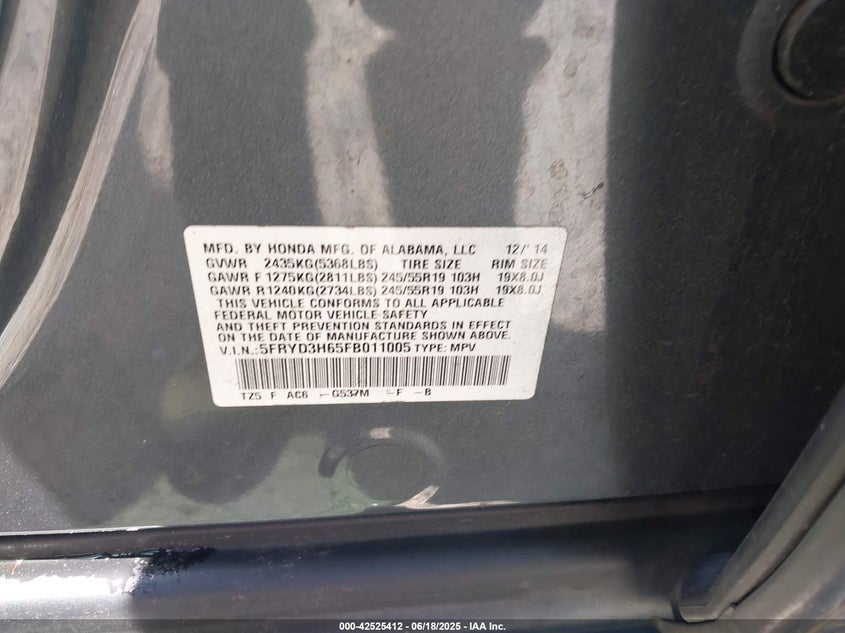 MFD. BY HONDA MFG. OF ALABAMA, LLC 12/'14
GVWR 2435KG(5368LBS) TIRE SIZE RIM SIZE
GAWR F 1275KG(2811LBS) 245/55R19 103H 19X8.0J
GAWR R 1240KG(2734LBS) 245/55R19 103H 19X8.0J
THIS VEHICLE CONFORMS TO ALL APPLICABLE
FEDERAL MOTOR VEHICLE SAFETY
AND THEFT PREVENTION STANDARDS IN EFFECT
ON THE DATE OF MANUFACTURE SHOWN ABOVE.
V.I.N.:5FRYD3H65FB011005 TYPE: MPV
TZ5 F AC6 -G537M -F -B
000-42525412 - 06/18/2025 - IAA Inc.